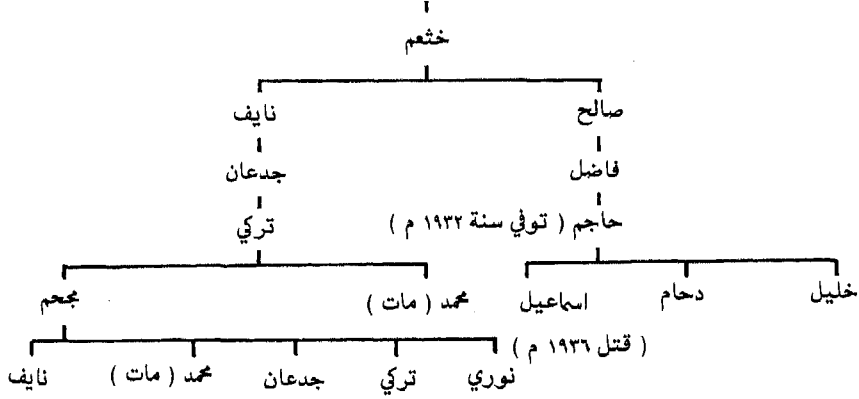 خثعم
صالح نايف
فاضل جدعان
حاجم ( توفي سنة ١٩٣٢ م ) تركي
خليل دحام اسماعيل محمد ( مات ) مجحم
( قتل ١٩٣٦ م )
نوري تركي جدعان محمد ( مات ) نايف